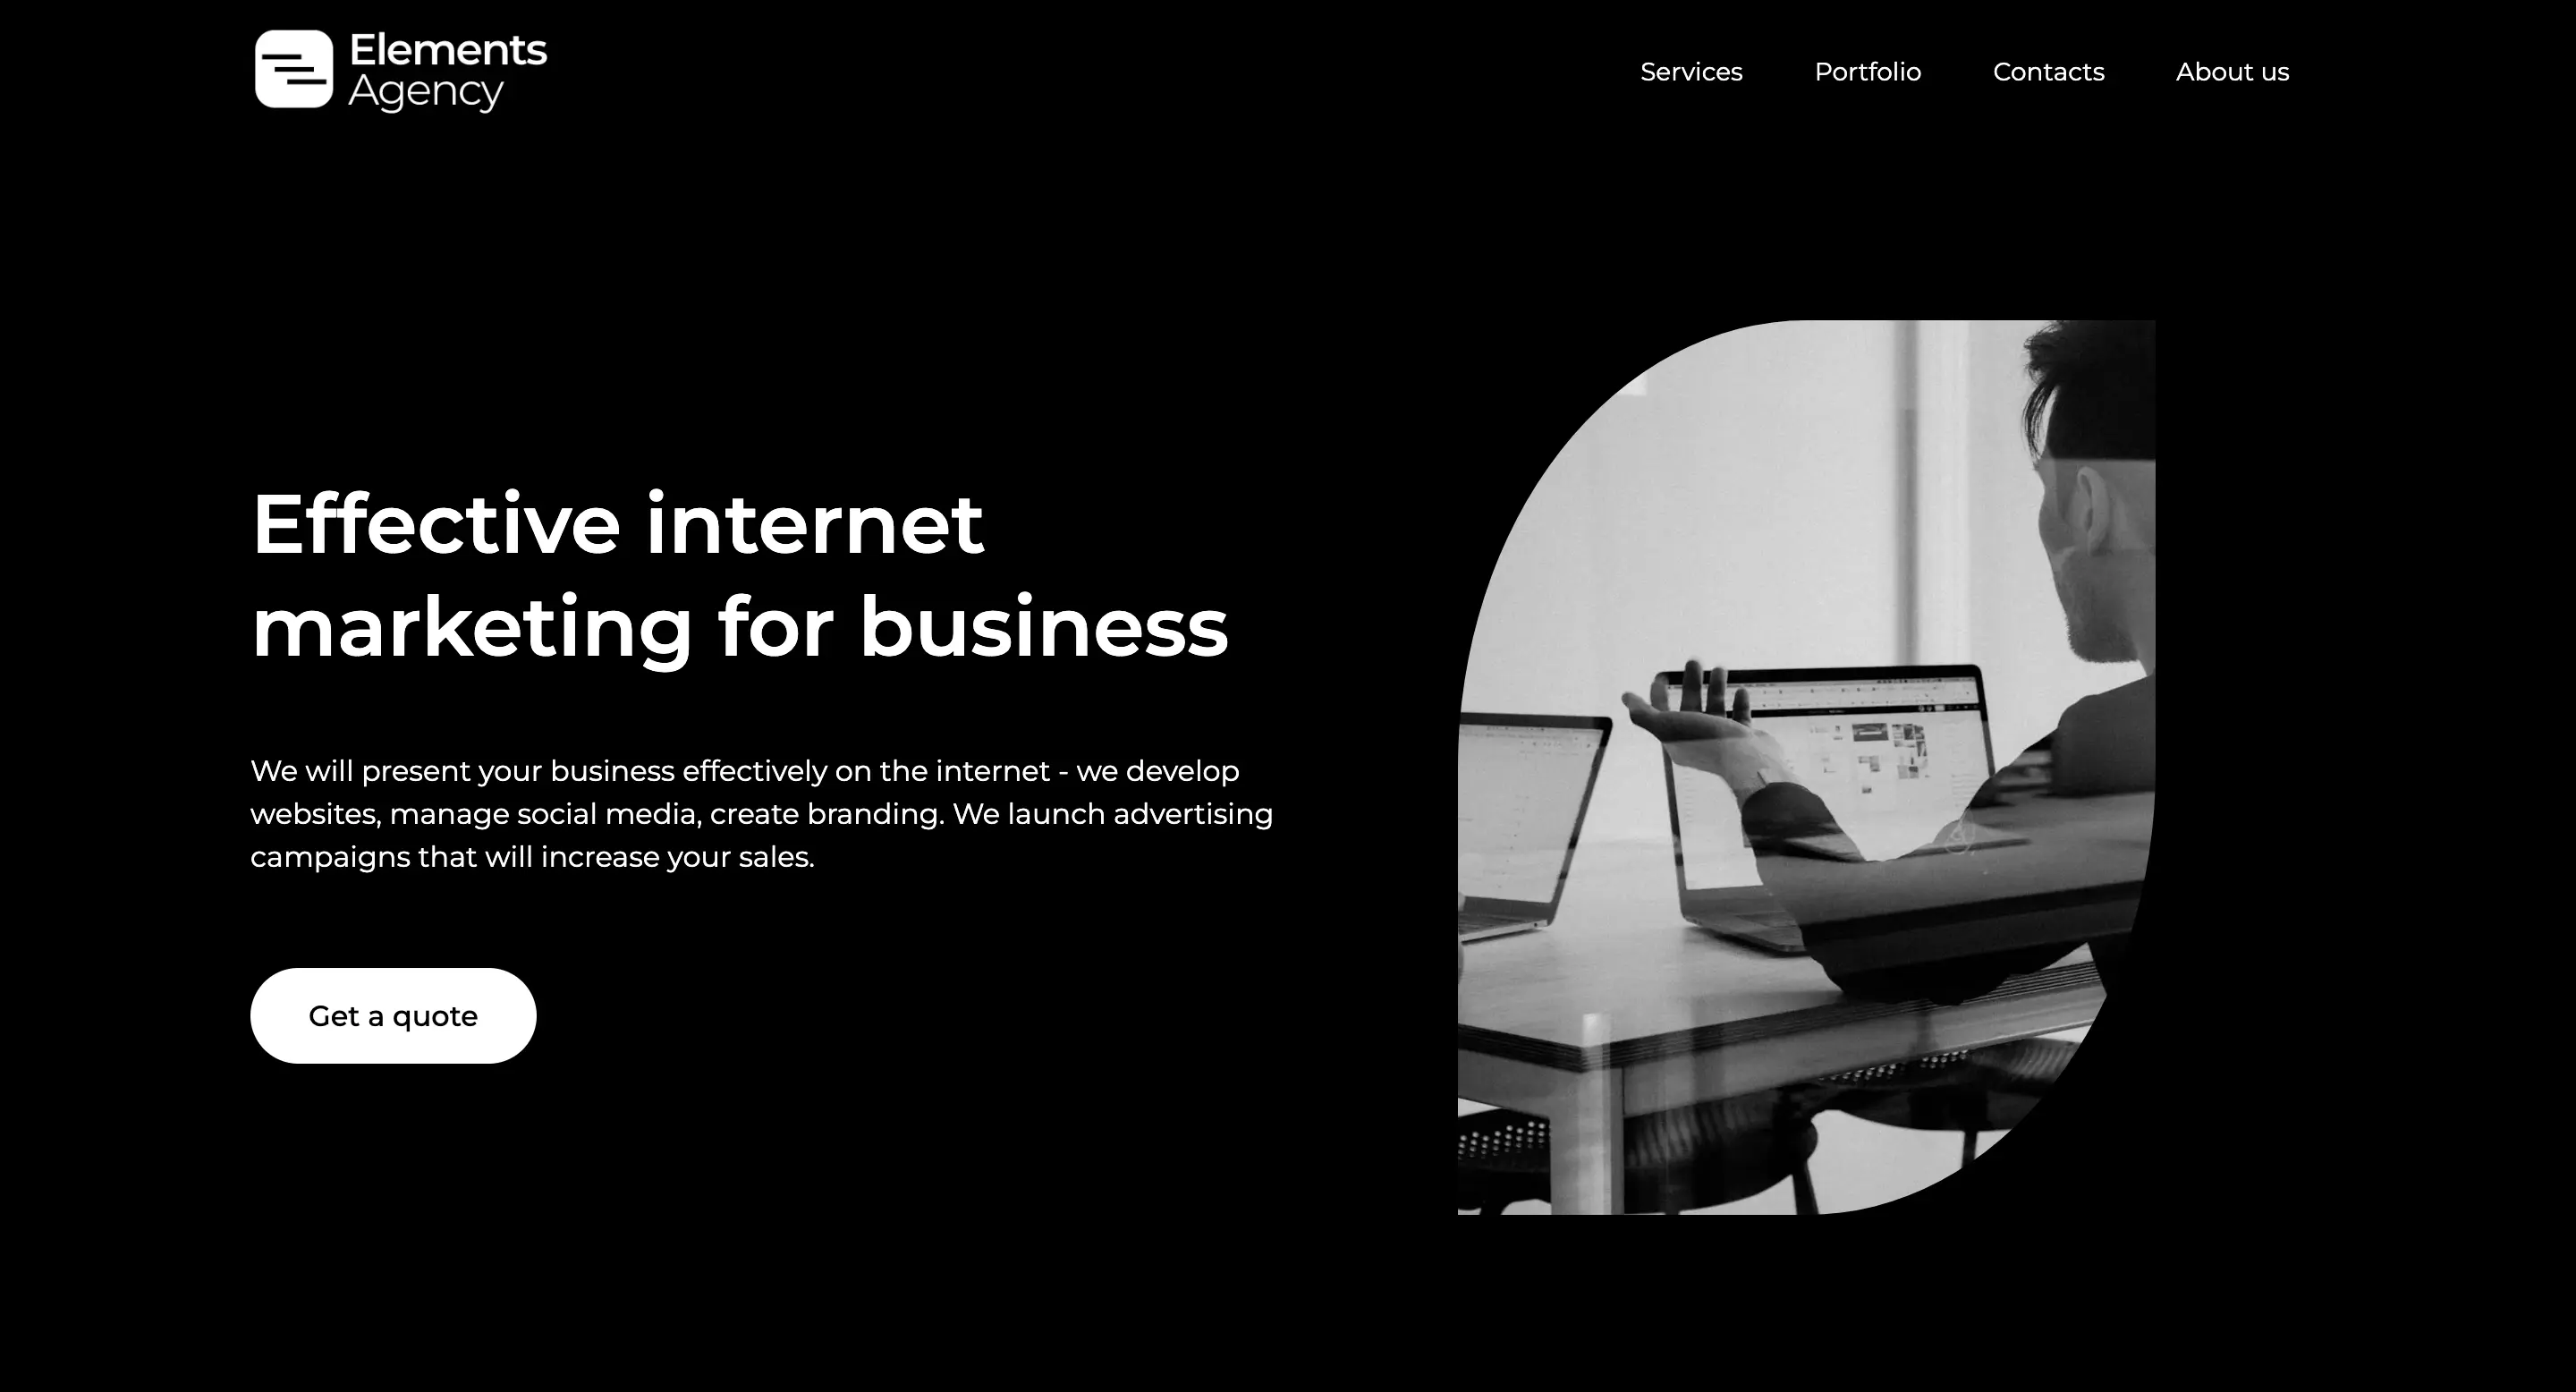 Elements
Agency
Services
Portfolio
Contacts
About us
Effective internet
marketing for business
We will present your business effectively on the internet - we develop
websites, manage social media, create branding. We launch advertising
campaigns that will increase your sales.
Get a quote